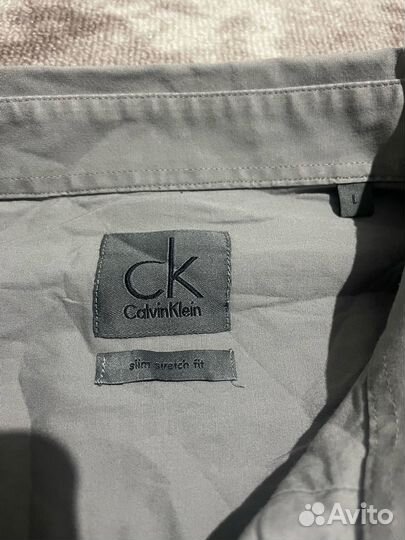 L
ck
CalvinKlein
slim stretch fit
Avito